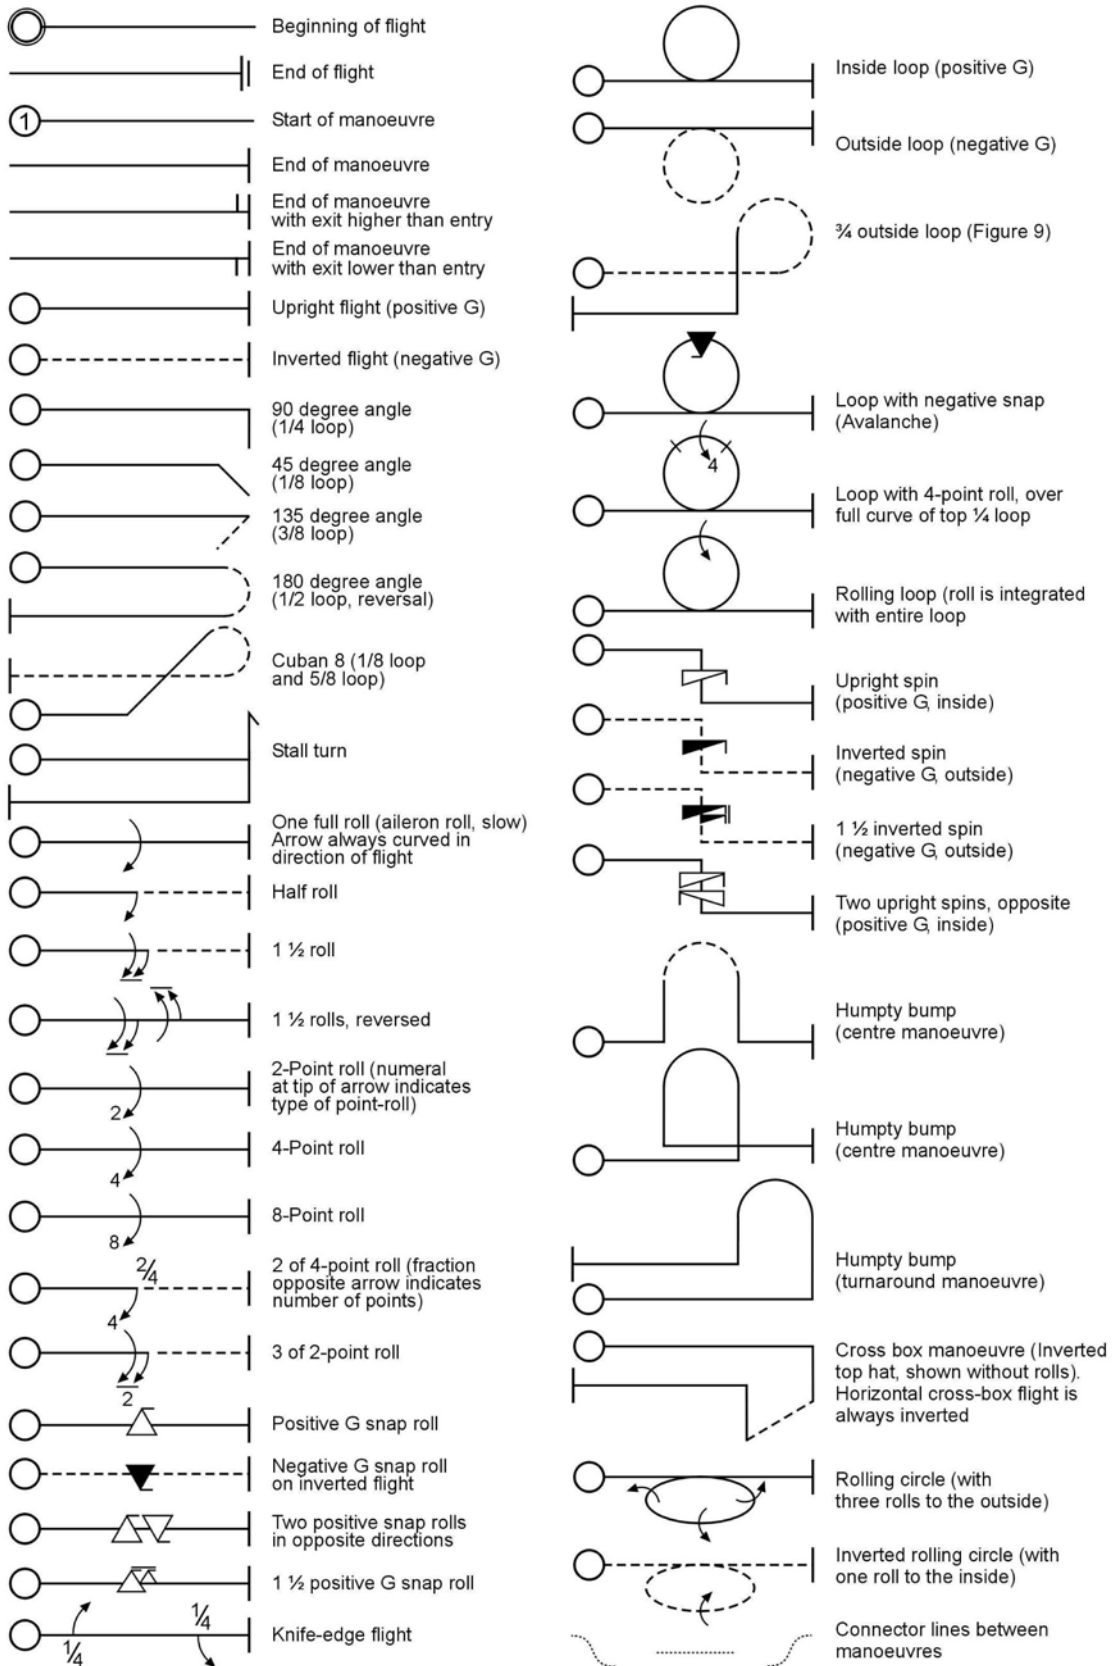 Beginning of flight
End of flight
1
Start of manoeuvre
End of manoeuvre
End of manoeuvre
with exit higher than entry
End of manoeuvre
with exit lower than entry
Upright flight (positive G)
Inverted flight (negative G)
90 degree angle
(1/4 loop)
45 degree angle
(1/8 loop)
135 degree angle
(3/8 loop)
180 degree angle
(1/2 loop, reversal)
Cuban 8 (1/8 loop
and 5/8 loop)
Stall turn
One full roll (aileron roll, slow)
Arrow always curved in
direction of flight
Half roll
1 ½ roll
1 ½ rolls, reversed
2-Point roll (numeral
at tip of arrow indicates
type of point-roll)
2
4-Point roll
4
8-Point roll
8
2/4
2 of 4-point roll (fraction
opposite arrow indicates
number of points)
4
3 of 2-point roll
2
Positive G snap roll
Negative G snap roll
on inverted flight
Two positive snap rolls
in opposite directions
1 ½ positive G snap roll
¼
¼
Knife-edge flight
Inside loop (positive G)
Outside loop (negative G)
¾ outside loop (Figure 9)
Loop with negative snap
(Avalanche)
4
Loop with 4-point roll, over
full curve of top ¼ loop
Rolling loop (roll is integrated
with entire loop
Upright spin
(positive G, inside)
Inverted spin
(negative G, outside)
1 ½ inverted spin
(negative G, outside)
Two upright spins, opposite
(positive G, inside)
Humpty bump
(centre manoeuvre)
Humpty bump
(centre manoeuvre)
Humpty bump
(turnaround manoeuvre)
Cross box manoeuvre (Inverted
top hat, shown without rolls).
Horizontal cross-box flight is
always inverted
Rolling circle (with
three rolls to the outside)
Inverted rolling circle (with
one roll to the inside)
Connector lines between
manoeuvres